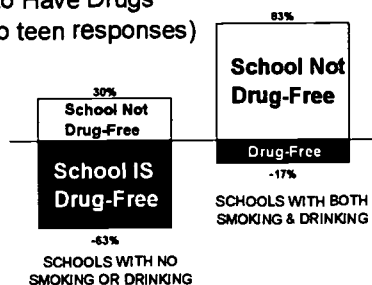 to Have Drugs
o teen responses)
83%
School Not
Drug-Free
30%
School Not
Drug-Free
Drug-Free
-17%
School IS
Drug-Free
SCHOOLS WITH BOTH
SMOKING & DRINKING
-63%
SCHOOLS WITH NO
SMOKING OR DRINKING